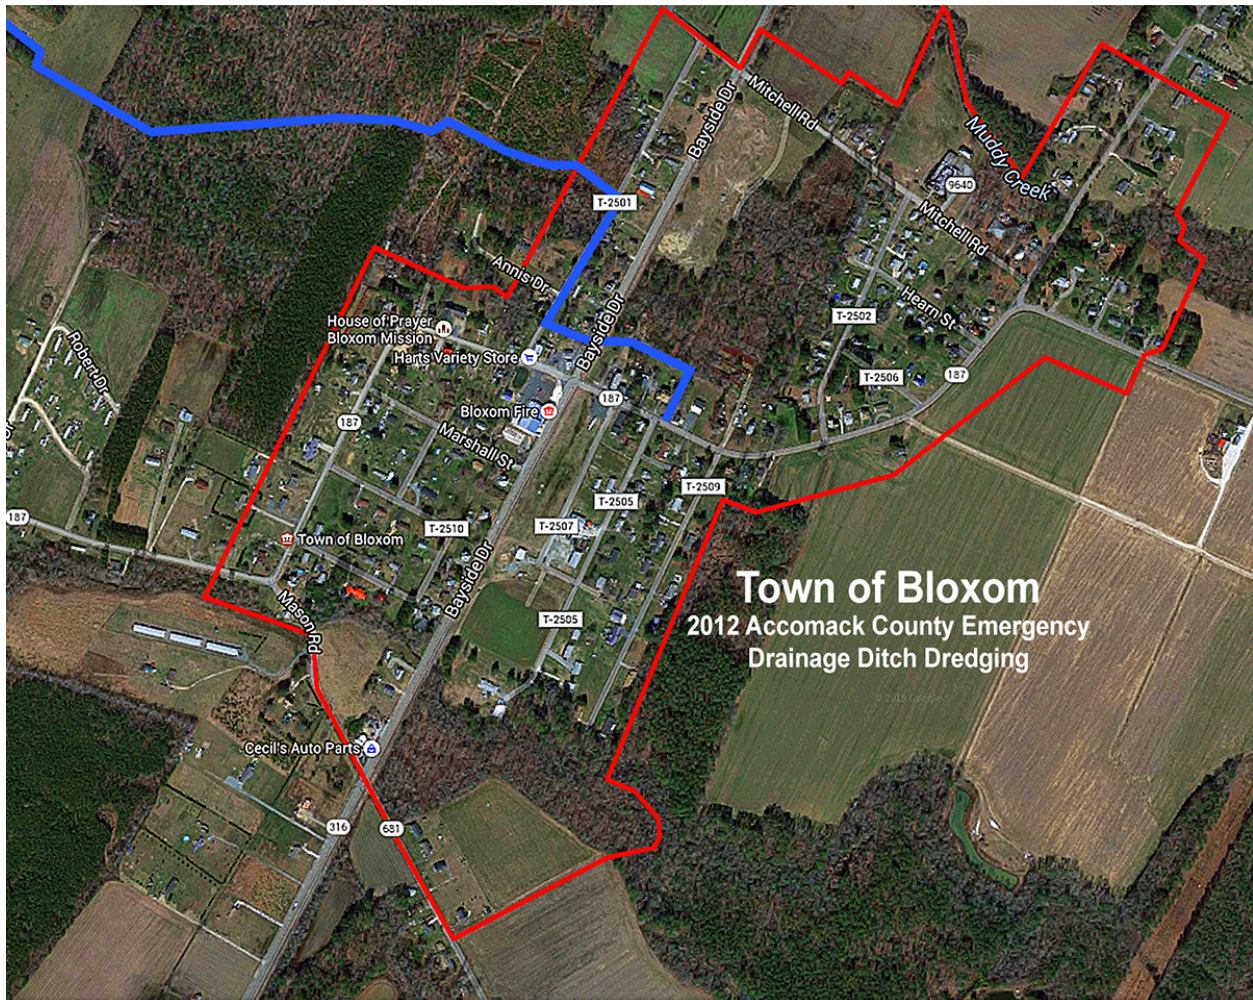 Bayside Dr
Mitchell Rd
Muddy Creek
9640
T-2501
Mitchell Rd
Annis Dr
Hearn St
T-2502
House of Prayer
Bloxom Mission
Bayside Dr
Robert Dr
Harts Variety Store
T-2506
187
187
Bloxom Fire
187
Marshall St
T-2509
T-2505
187
T-2510
T-2507
Town of Bloxom
Bayside Dr
Town of Bloxom
2012 Accomack County Emergency
Drainage Ditch Dredging
Mason Rd
T-2505
Cecil's Auto Parts
316
681